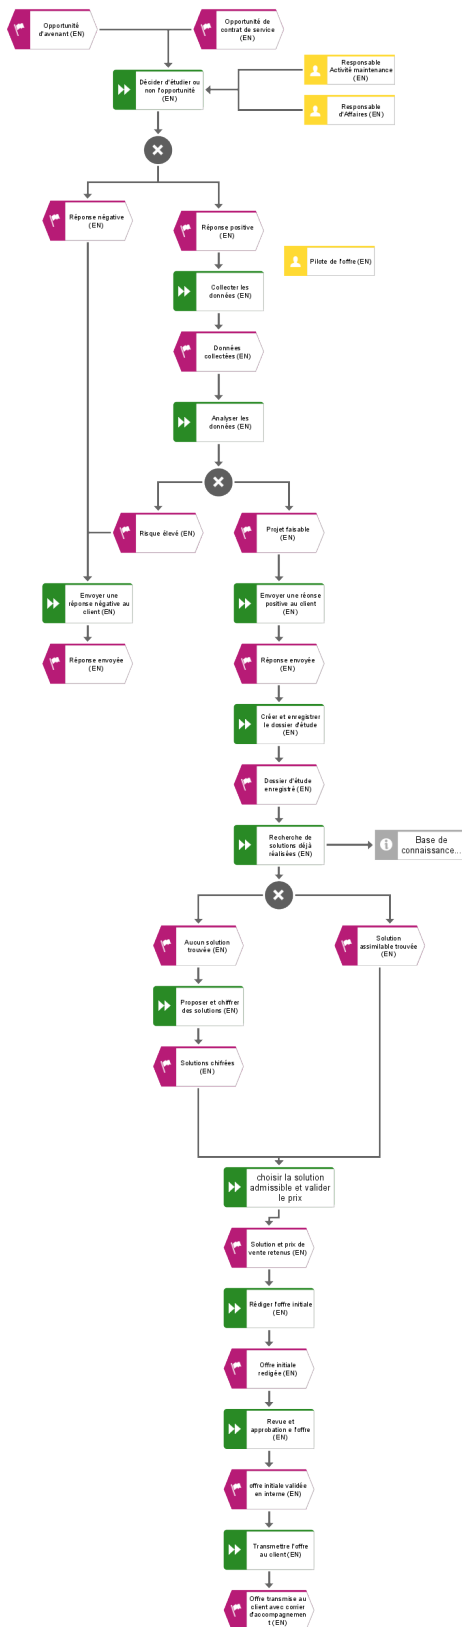 Opportunité
d'avenant (EN)
Opportunité de
contrat de service
(EN)
Décider d'étudier ou
non l'opportunité
(EN)
Responsable
Activité maintenance
(EN)
Responsable
d'Affaires (EN)
Réponse négative
(EN)
Réponse positive
(EN)
Pilote de l'offre (EN)
Collecter les
données (EN)
Données
collectées (EN)
Analyser les
données (EN)
Risque élevé (EN)
Projet faisable
(EN)
Envoyer une
réponse négative au
client (EN)
Envoyer une réonse
positive au client
(EN)
Réponse envoyée
(EN)
Réponse envoyée
(EN)
Créer et enregistrer
le dossier d'étude
(EN)
Dossier d'étude
enregistré (EN)
Recherche de
solutions déjà
réalisées (EN)
Base de
connaissance...
Aucun solution
trouvée (EN)
Solution
assimilable trouvée
(EN)
Proposer et chiffrer
des solutions (EN)
Solutions chifrées
(EN)
choisir la solution
admissible et valider
le prix
Solution et prix de
vente retenus (EN)
Rédiger l'offre initiale
(EN)
Offre initiale
redigée (EN)
Revue et
approbation e l'offre
(EN)
offre initiale validée
en interne (EN)
Transmettre l'offre
au client (EN)
Offre transmise au
client avec corrier
d'accompagnemen
t (EN)